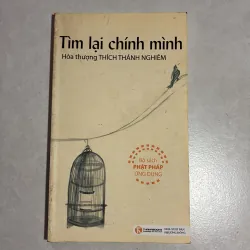 Tìm lại chính mình
Hòa thượng THÍCH THÁNH NGHIÊM
BỘ SÁCH
PHẬT PHÁP
ỨNG DỤNG